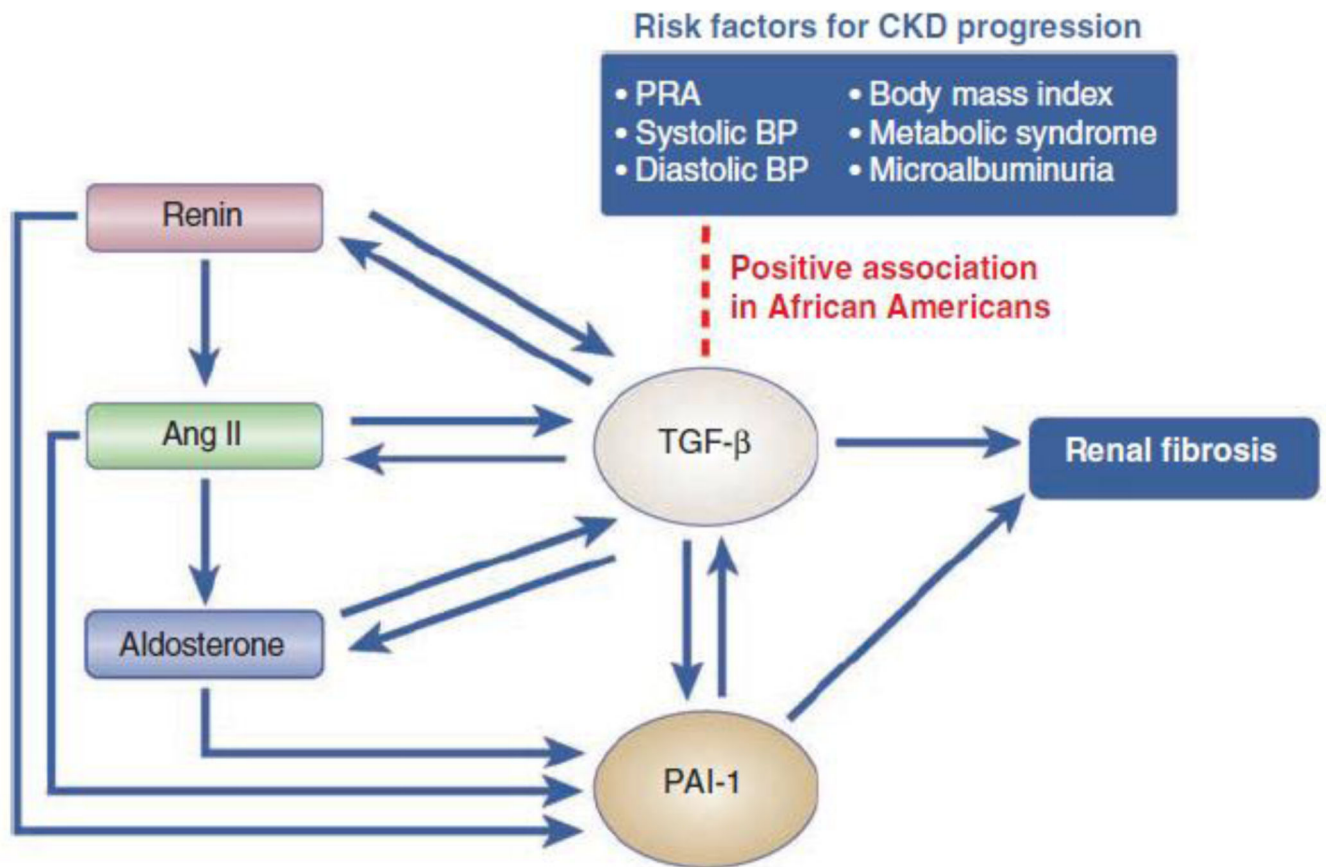 Risk factors for CKD progression
• PRA
• Systolic BP
• Diastolic BP
• Body mass index
• Metabolic syndrome
• Microalbuminuria
Renin
Positive association
in African Americans
Ang II
TGF-β
Renal fibrosis
Aldosterone
PAI-1